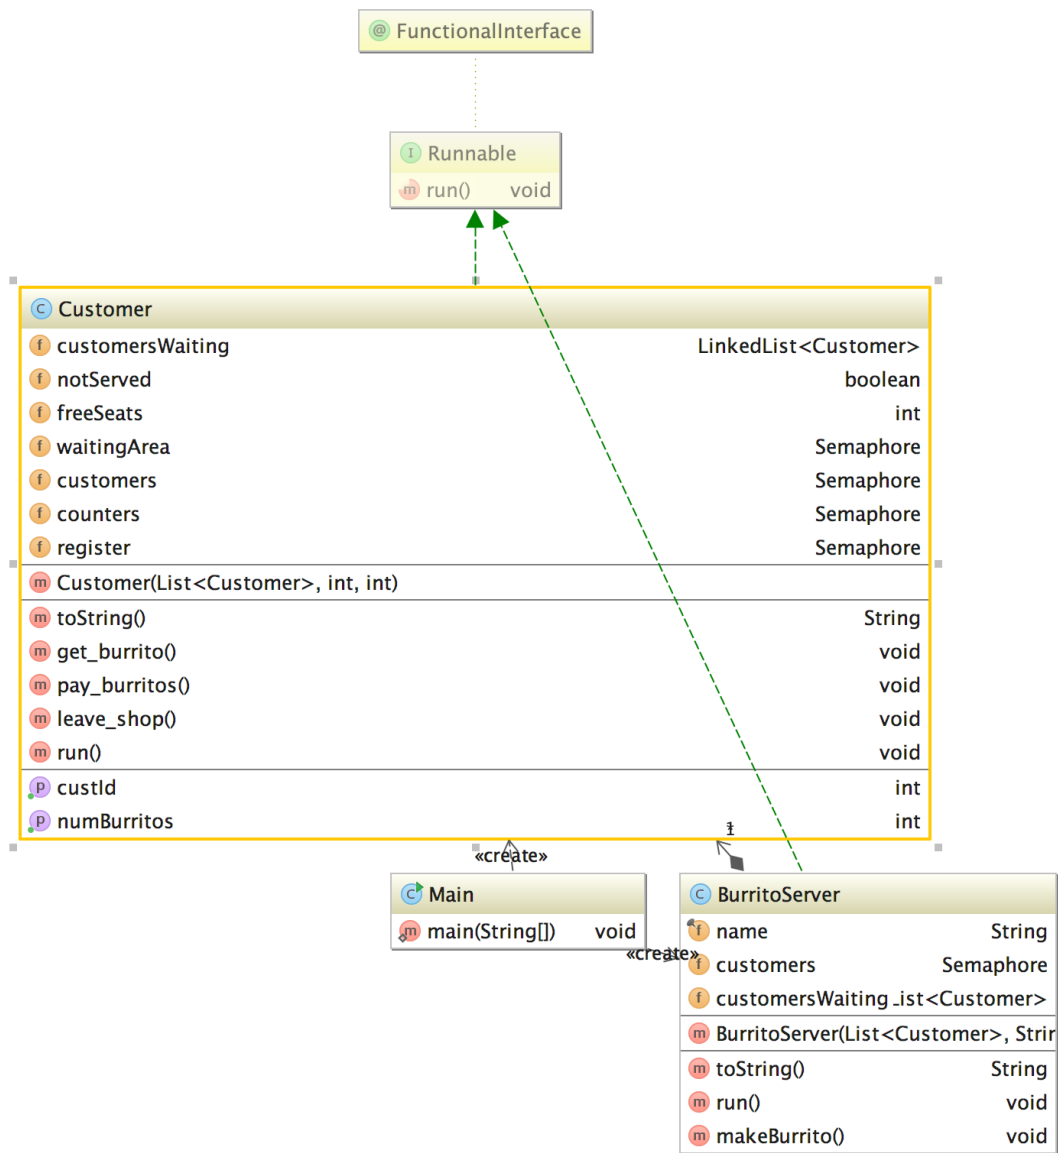 @ FunctionalInterface
I Runnable
m run() void
C Customer
f customersWaiting LinkedList<Customer>
f notServed boolean
f freeSeats int
f waitingArea Semaphore
f customers Semaphore
f counters Semaphore
f register Semaphore
m Customer(List<Customer>, int, int)
m toString() String
m get_burrito() void
m pay_burritos() void
m leave_shop() void
m run() void
p custId int
p numBurritos int
1
«create»
C Main
m main(String[]) void
«create»
C BurritoServer
f name String
f customers Semaphore
f customersWaiting ist<Customer>
m BurritoServer(List<Customer>, Strin
m toString() String
m run() void
m makeBurrito() void